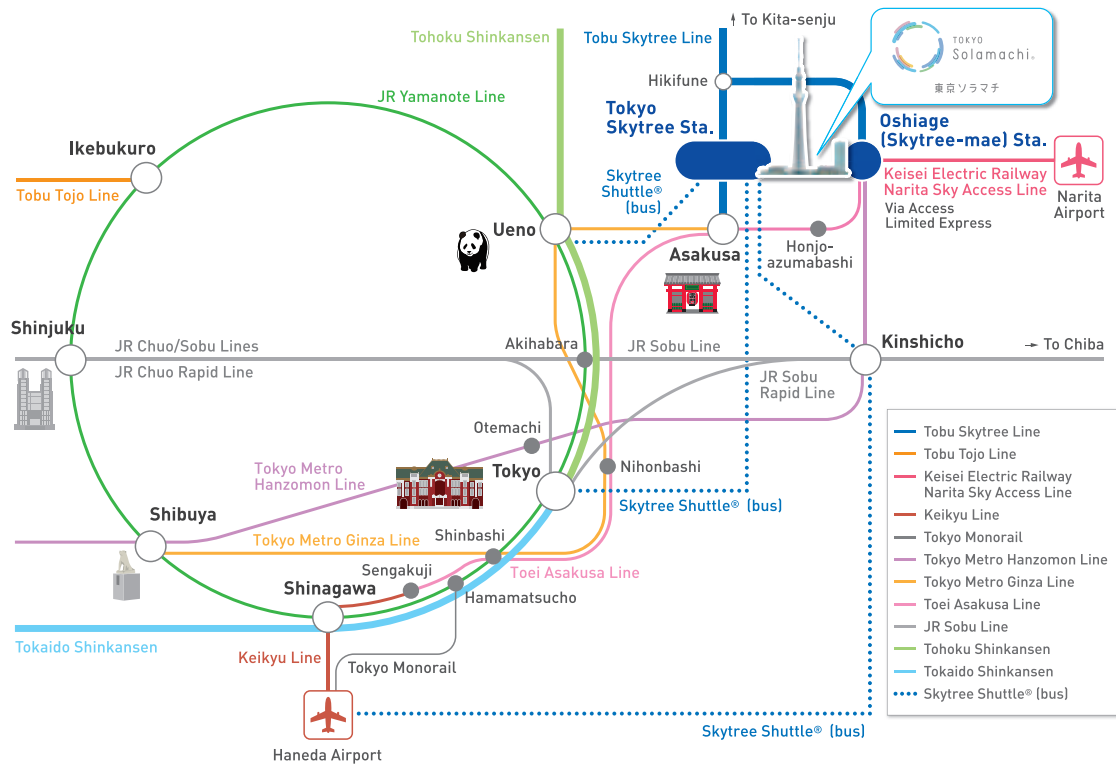 ↑ To Kita-senju
Tohoku Shinkansen
Tobu Skytree Line
TOKYO
Solamachi®
東京ソラマチ
Hikifune
JR Yamanote Line
Tokyo
Skytree Sta.
Oshiage
(Skytree-mae) Sta.
Ikebukuro
Tobu Tojo Line
Skytree
Shuttle®
(bus)
Keisei Electric Railway
Narita Sky Access Line
Via Access
Limited Express
Narita
Airport
Ueno
Asakusa
Honjo-
azumabashi
Shinjuku
JR Chuo/Sobu Lines
JR Chuo Rapid Line
Akihabara
JR Sobu Line
Kinshicho
→ To Chiba
JR Sobu
Rapid Line
Otemachi
Tokyo Metro
Hanzomon Line
Tokyo
Nihonbashi
Skytree Shuttle® (bus)
Shibuya
Tokyo Metro Ginza Line
Shinbashi
Toei Asakusa Line
Sengakuji
Shinagawa
Hamamatsucho
Tokaido Shinkansen
Keikyu Line
Tokyo Monorail
Skytree Shuttle® (bus)
Haneda Airport
Tobu Skytree Line
Tobu Tojo Line
Keisei Electric Railway
Narita Sky Access Line
Keikyu Line
Tokyo Monorail
Tokyo Metro Hanzomon Line
Tokyo Metro Ginza Line
Toei Asakusa Line
JR Sobu Line
Tohoku Shinkansen
Tokaido Shinkansen
Skytree Shuttle® (bus)